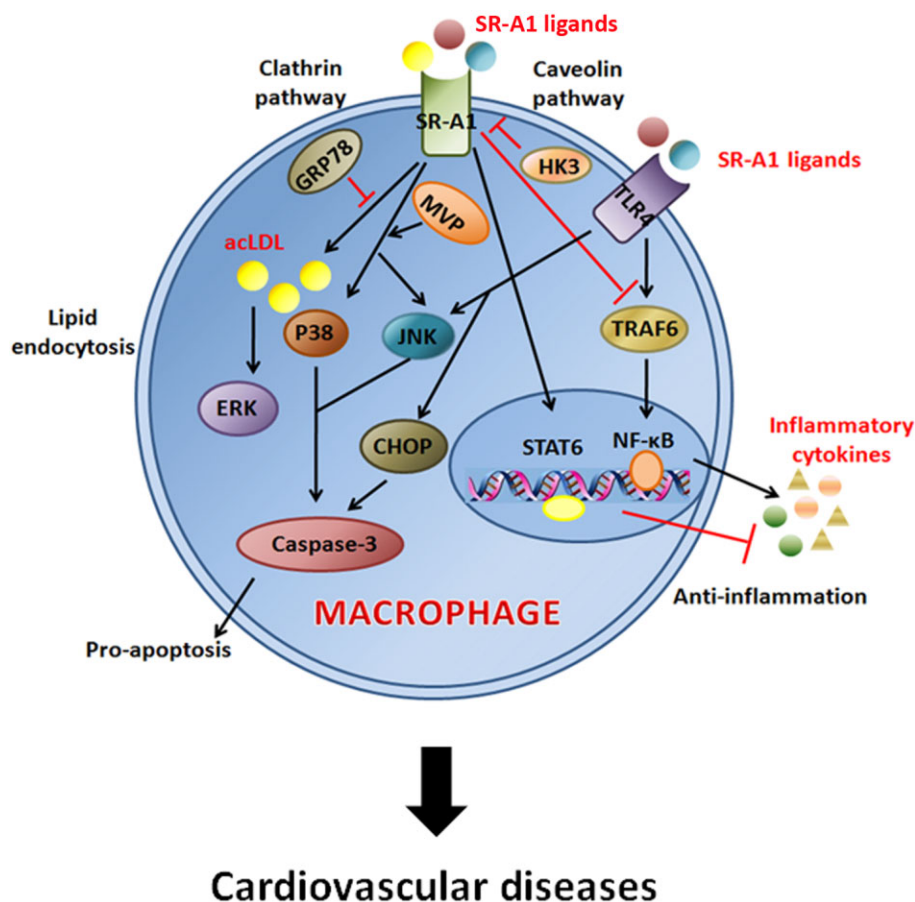 SR-A1 ligands
Clathrin
pathway
Caveolin
pathway
SR-A1
GRP78
HK3
SR-A1 ligands
MVP
TLR4
acLDL
Lipid
endocytosis
P38
JNK
TRAF6
ERK
CHOP
STAT6
NF-κB
Inflammatory
cytokines
Caspase-3
Anti-inflammation
MACROPHAGE
Pro-apoptosis
Cardiovascular diseases